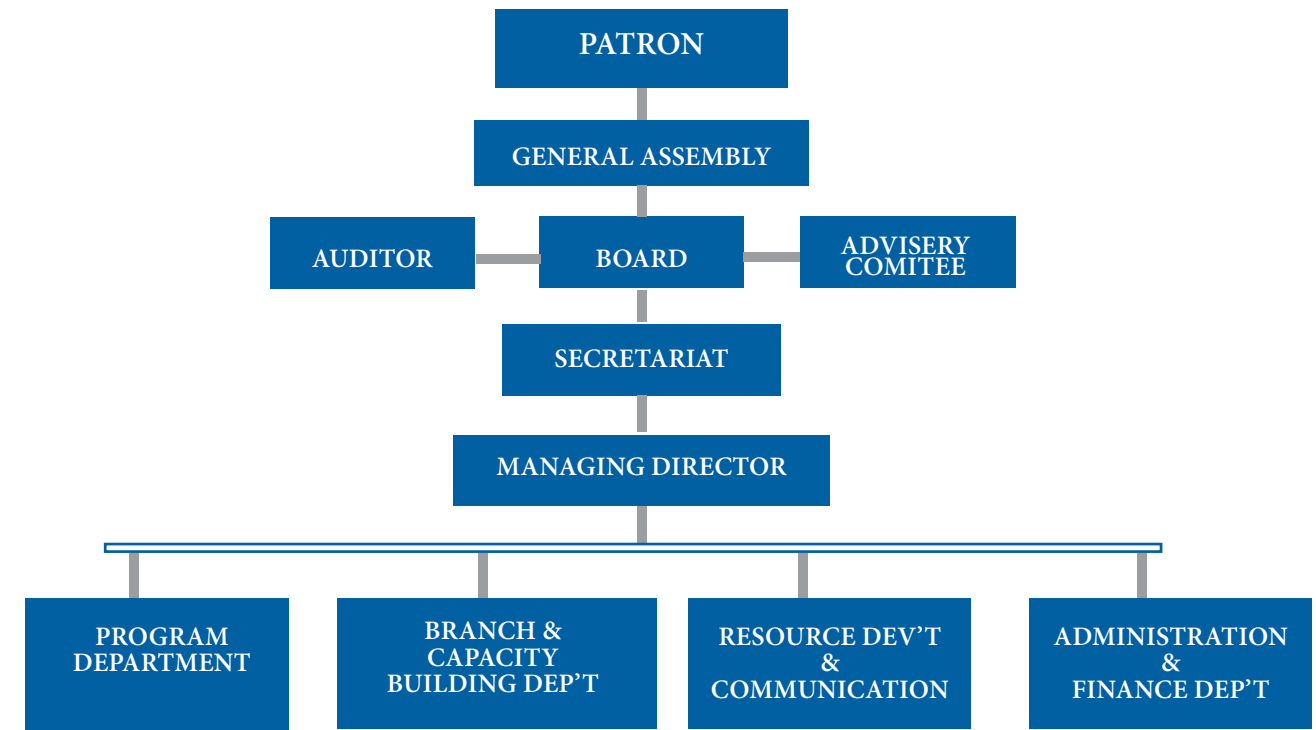 PATRON
GENERAL ASSEMBLY
AUDITOR
BOARD
ADVISERY
COMITEE
SECRETARIAT
MANAGING DIRECTOR
PROGRAM
DEPARTMENT
BRANCH &
CAPACITY
BUILDING DEP’T
RESOURCE DEV’T
&
COMMUNICATION
ADMINISTRATION
&
FINANCE DEP’T